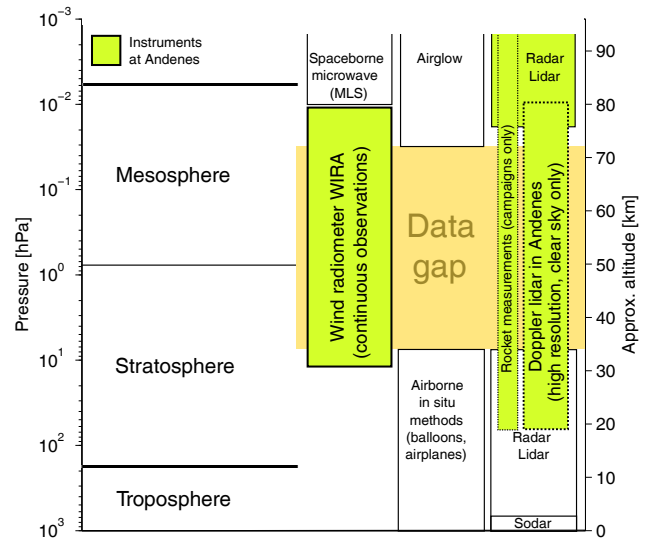 Pressure [hPa]
10⁻³
10⁻²
10⁻¹
10⁰
10¹
10²
10³
Instruments
at Andenes
Mesosphere
Stratosphere
Troposphere
Spaceborne
microwave
(MLS)
Wind radiometer WIRA
(continuous observations)
Airglow
Data
gap
Airborne
in situ
methods
(balloons,
airplanes)
Radar
Lidar
Rocket measurements (campaigns only)
Doppler lidar in Andenes
(high resolution, clear sky only)
Radar
Lidar
Sodar
90
80
70
60
50
40
30
20
10
0
Approx. altitude [km]